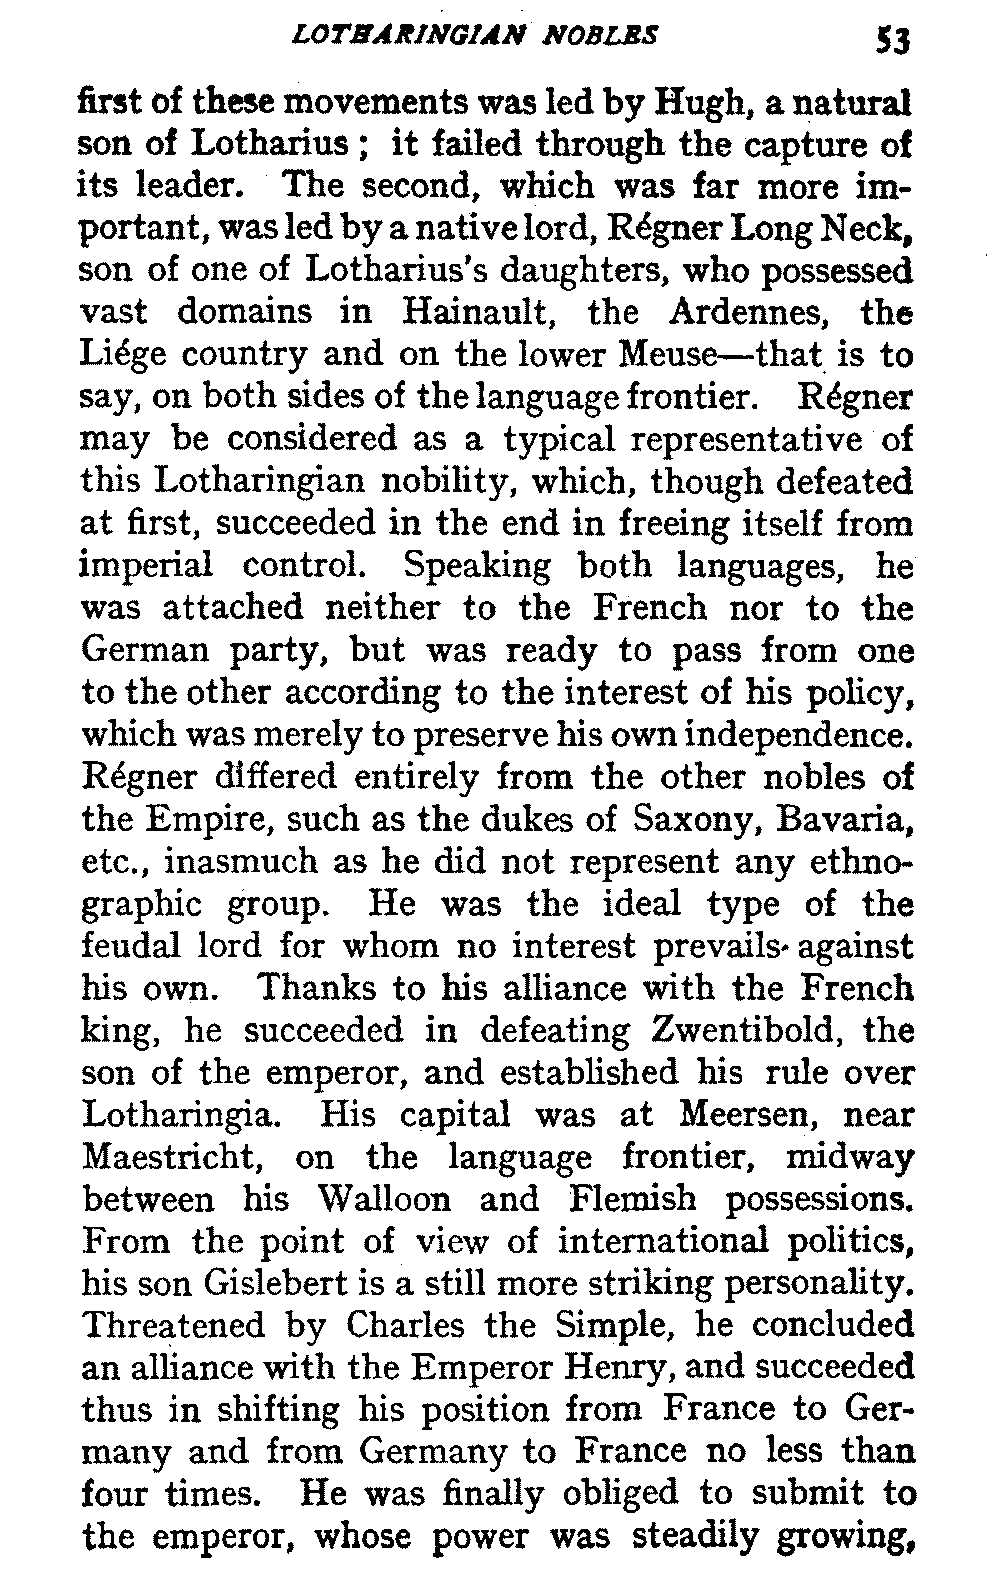 LOTHARINGIAN NOBLES 53
first of these movements was led by Hugh, a natural
son of Lotharius ; it failed through the capture of
its leader. The second, which was far more im-
portant, was led by a native lord, Régner Long Neck,
son of one of Lotharius's daughters, who possessed
vast domains in Hainault, the Ardennes, the
Liége country and on the lower Meuse—that is to
say, on both sides of the language frontier. Régner
may be considered as a typical representative of
this Lotharingian nobility, which, though defeated
at first, succeeded in the end in freeing itself from
imperial control. Speaking both languages, he
was attached neither to the French nor to the
German party, but was ready to pass from one
to the other according to the interest of his policy,
which was merely to preserve his own independence.
Régner differed entirely from the other nobles of
the Empire, such as the dukes of Saxony, Bavaria,
etc., inasmuch as he did not represent any ethno-
graphic group. He was the ideal type of the
feudal lord for whom no interest prevails against
his own. Thanks to his alliance with the French
king, he succeeded in defeating Zwentibold, the
son of the emperor, and established his rule over
Lotharingia. His capital was at Meersen, near
Maestricht, on the language frontier, midway
between his Walloon and Flemish possessions.
From the point of view of international politics,
his son Gislebert is a still more striking personality.
Threatened by Charles the Simple, he concluded
an alliance with the Emperor Henry, and succeeded
thus in shifting his position from France to Ger-
many and from Germany to France no less than
four times. He was finally obliged to submit to
the emperor, whose power was steadily growing,